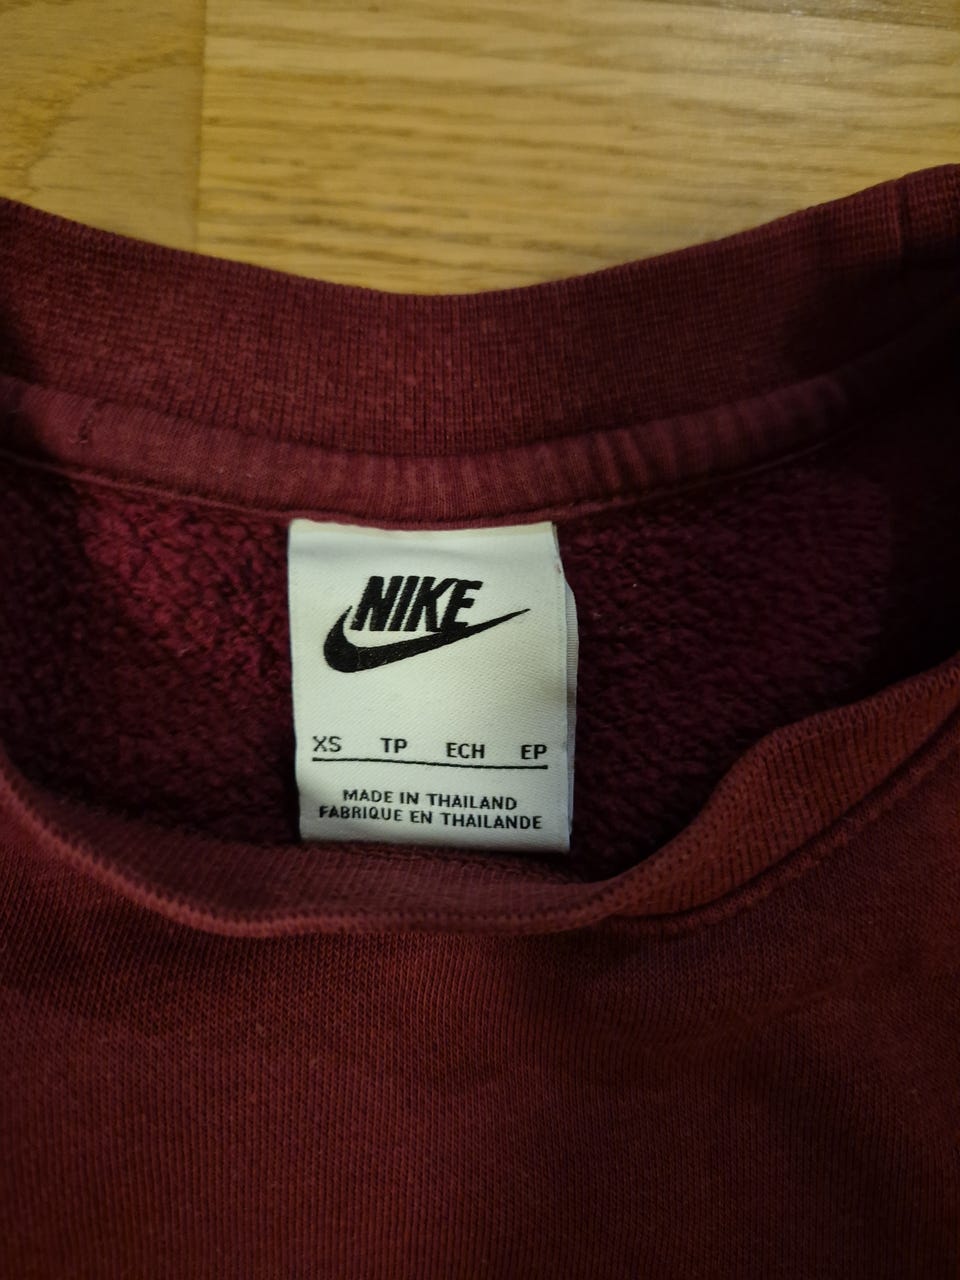 NIKE
XS TP ECH EP
MADE IN THAILAND
FABRIQUE EN THAILANDE